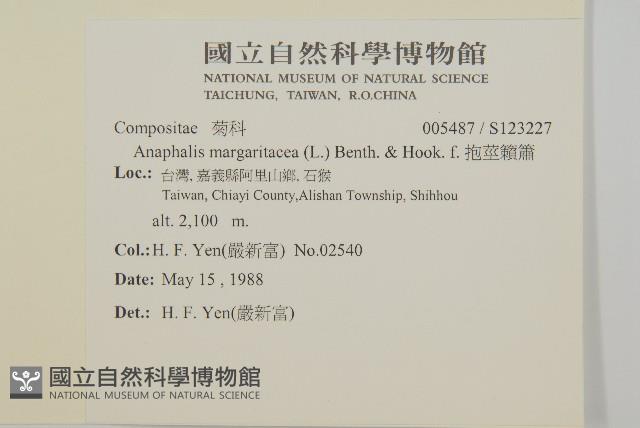 國立自然科學博物館
NATIONAL MUSEUM OF NATURAL SCIENCE
TAICHUNG, TAIWAN, R.O.CHINA
Compositae 菊科 005487 / S123227
Anaphalis margaritacea (L.) Benth. & Hook. f. 抱莖籟簫
Loc.: 台灣, 嘉義縣阿里山鄉, 石猴
Taiwan, Chiayi County,Alishan Township, Shihhou
alt. 2,100 m.
Col.:H. F. Yen(嚴新富) No.02540
Date: May 15 , 1988
Det.: H. F. Yen(嚴新富)
國立自然科學博物館
NATIONAL MUSEUM OF NATURAL SCIENCE